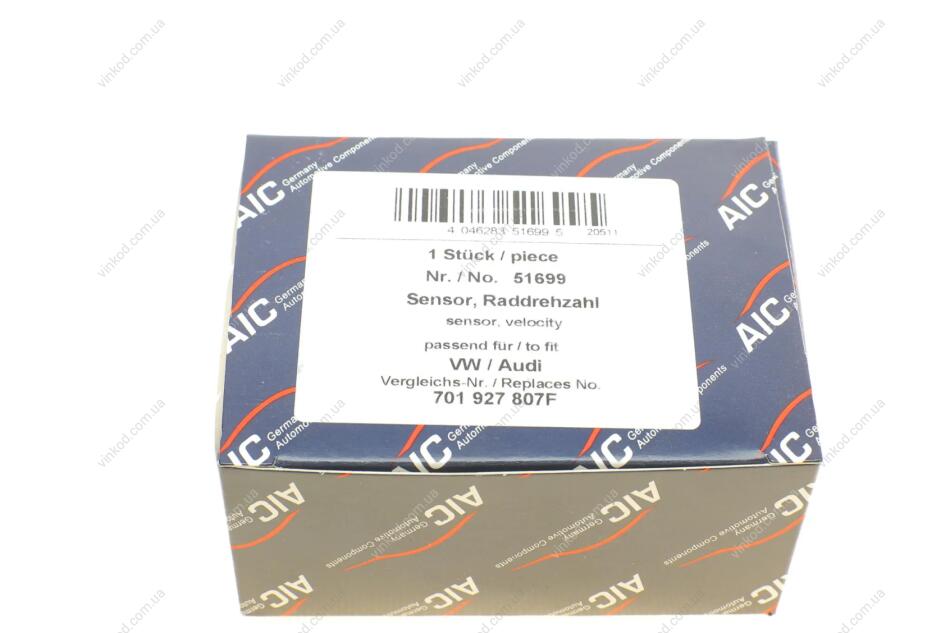 4 046283 51699 5 20511
1 Stück / piece
Nr. / No. 51699
Sensor, Raddrehzahl
sensor, velocity
passend für / to fit
VW / Audi
Vergleichs-Nr. / Replaces No.
701 927 807F
AIC Germany
Automotive Components
vinkod.com.ua